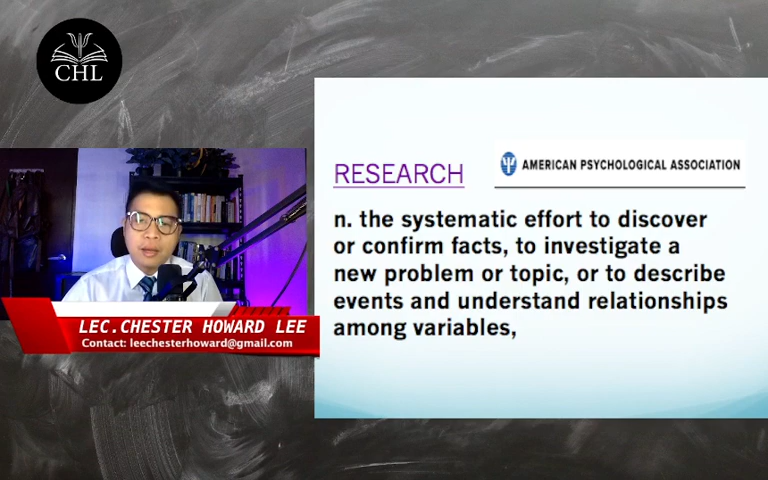 CHL
LEC.CHESTER HOWARD LEE
Contact: leechesterhoward@gmail.com
RESEARCH
AMERICAN PSYCHOLOGICAL ASSOCIATION
n. the systematic effort to discover
or confirm facts, to investigate a
new problem or topic, or to describe
events and understand relationships
among variables,